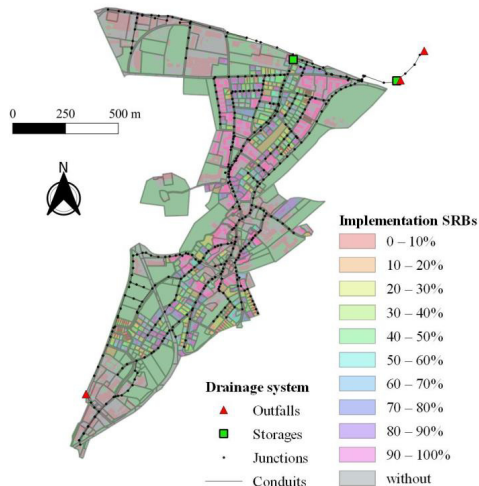 0 250 500 m
N
Implementation SRBs
0 – 10%
10 – 20%
20 – 30%
30 – 40%
40 – 50%
50 – 60%
60 – 70%
70 – 80%
80 – 90%
90 – 100%
without
Drainage system
Outfalls
Storages
Junctions
Conduits